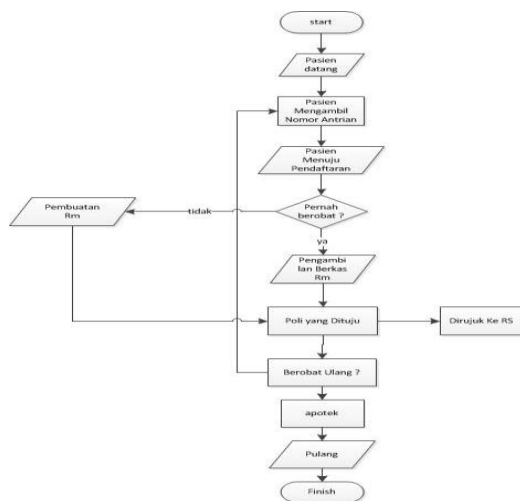 start
Pasien
datang
Pasien
Mengambil
Nomor Antrian
Pasien
Menuju
Pendaftaran
Pembuatan
Rm
tidak
Pernah
berobat ?
ya
Pengambi
lan Berkas
Rm
Poli yang Dituju
Dirujuk Ke RS
Berobat Ulang ?
apotek
Pulang
Finish